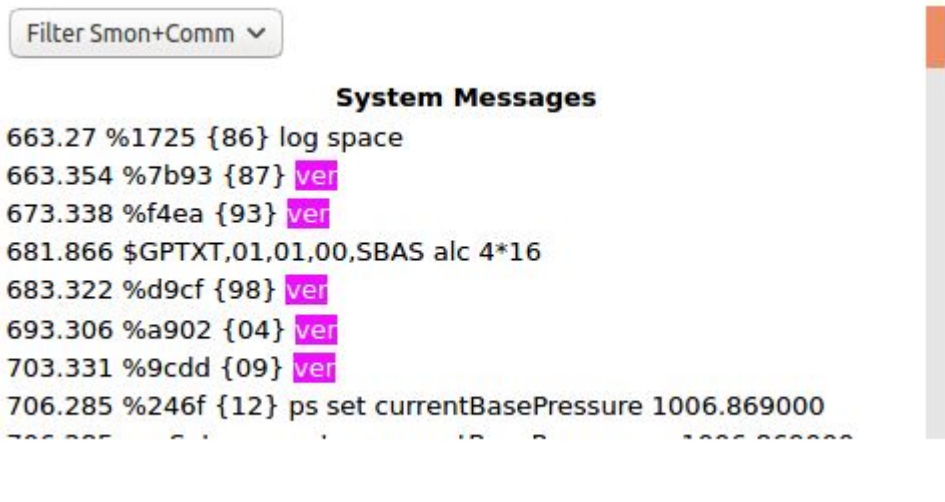 Filter Smon+Comm
System Messages
663.27 %1725 {86} log space
663.354 %7b93 {87} ver
673.338 %f4ea {93} ver
681.866 $GPTXT,01,01,00,SBAS alc 4*16
683.322 %d9cf {98} ver
693.306 %a902 {04} ver
703.331 %9cdd {09} ver
706.285 %246f {12} ps set currentBasePressure 1006.869000